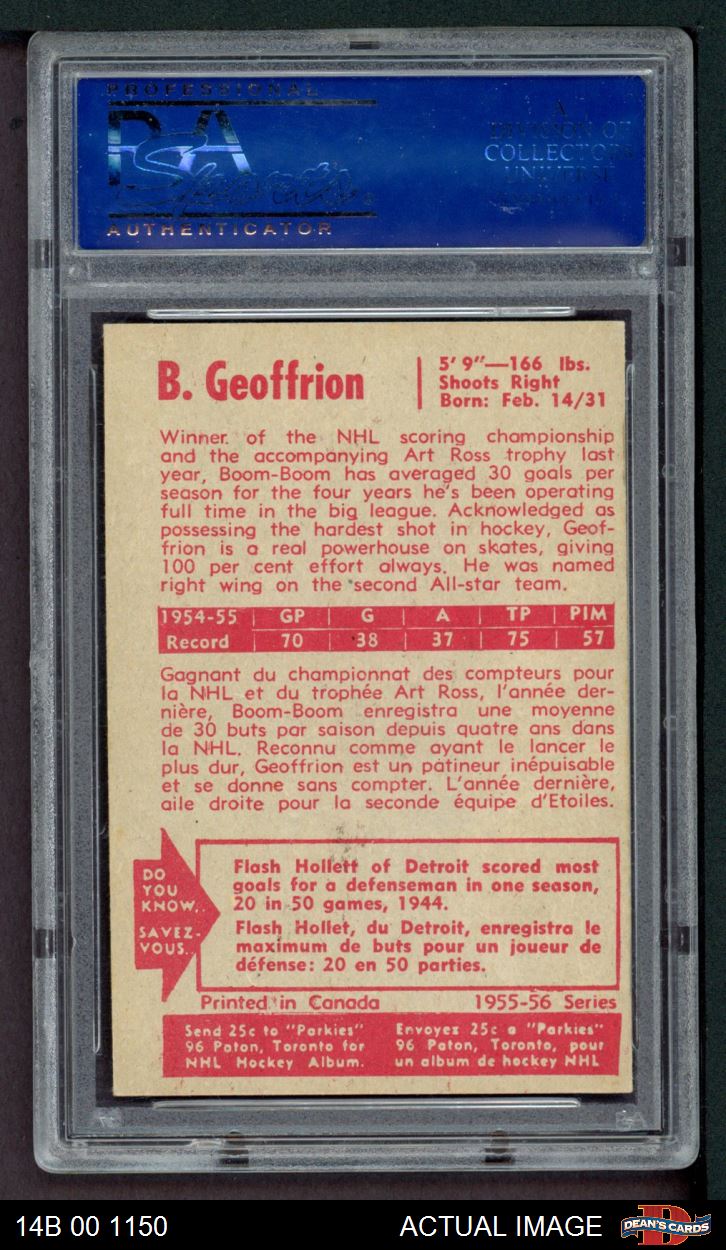 PROFESSIONAL
PSA
Sports
AUTHENTICATOR
A
DIVISION OF
COLLECTORS
UNIVERSE
B. Geoffrion
5' 9"—166 lbs.
Shoots Right
Born: Feb. 14/31
Winner of the NHL scoring championship
and the accompanying Art Ross trophy last
year, Boom-Boom has averaged 30 goals per
season for the four years he's been operating
full time in the big league. Acknowledged as
possessing the hardest shot in hockey, Geof-
frion is a real powerhouse on skates, giving
100 per cent effort always. He was named
right wing on the second All-star team.
1954-55 | GP | G | A | TP | PIM
Record | 70 | 38 | 37 | 75 | 57
Gagnant du championnat des compteurs pour
la NHL et du trophée Art Ross, l'année der-
nière, Boom-Boom enregistra une moyenne
de 30 buts par saison depuis quatre ans dans
la NHL. Reconnu comme ayant le lancer le
plus dur, Geoffrion est un patineur inépuisable
et se donne sans compter. L'année dernière,
aile droite pour la seconde équipe d'Etoiles.
DO
YOU
KNOW..
SAVEZ-
VOUS..
Flash Hollett of Detroit scored most
goals for a defenseman in one season,
20 in 50 games, 1944.
Flash Hollet, du Detroit, enregistra le
maximum de buts pour un joueur de
défense: 20 en 50 parties.
Printed in Canada
1955-56 Series
Send 25c to "Parkies"
96 Paton, Toronto for
NHL Hockey Album.
Envoyez 25c a "Parkies"
96 Paton, Toronto, pour
un album de hockey NHL
14B 00 1150
ACTUAL IMAGE
DEAN'S CARDS